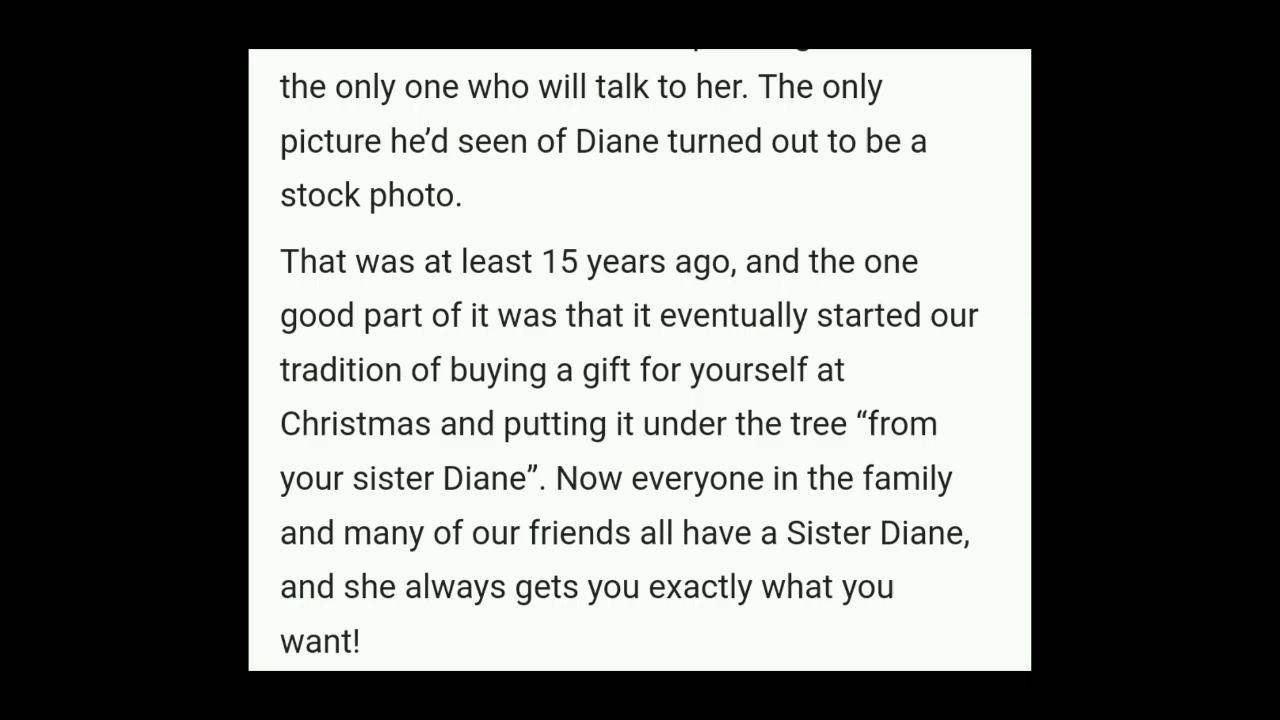 the only one who will talk to her. The only
picture he’d seen of Diane turned out to be a
stock photo.
That was at least 15 years ago, and the one
good part of it was that it eventually started our
tradition of buying a gift for yourself at
Christmas and putting it under the tree “from
your sister Diane”. Now everyone in the family
and many of our friends all have a Sister Diane,
and she always gets you exactly what you
want!